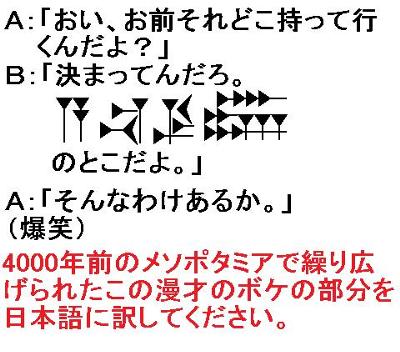 A:「おい、お前それどこ持って行
くんだよ？」
B:「決まってんだろ。
のとこだよ。」
A:「そんなわけあるか。」
（爆笑）
4000年前のメソポタミアで繰り広
げられたこの漫才のボケの部分を
日本語に訳してください。